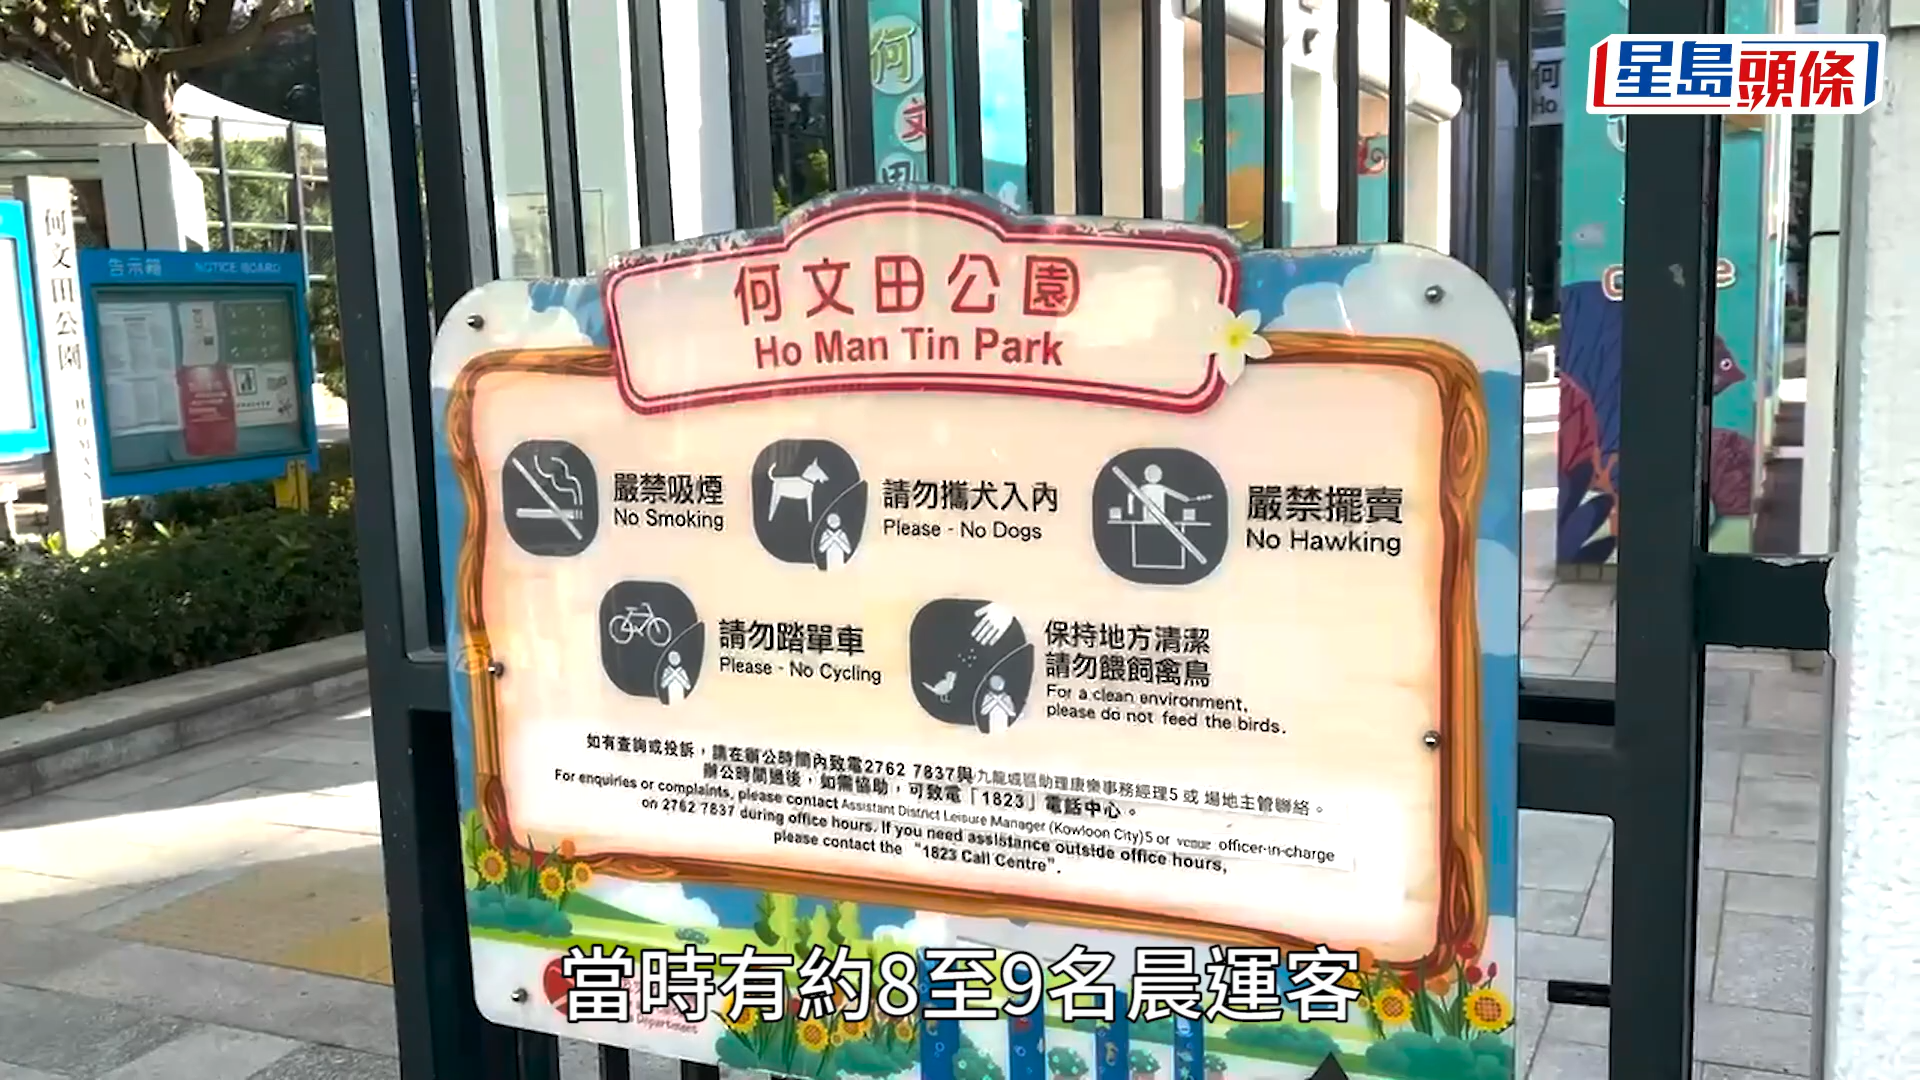 星島頭條
何文田
告示箱 NOTICE BOARD
何文田公園
HO MAN
何文田公園
Ho Man Tin Park
嚴禁吸煙
No Smoking
請勿攜犬入內
Please - No Dogs
嚴禁擺賣
No Hawking
請勿踏單車
Please - No Cycling
保持地方清潔
請勿餵飼禽鳥
For a clean environment,
please do not feed the birds.
如有查詢或投訴，請在辦公時間內致電2762 7837與九龍城區助理康樂事務經理5 或 場地主管聯絡。
辦公時間過後，如需協助，可致電「1823」電話中心。
For enquiries or complaints, please contact Assistant District Leisure Manager (Kowloon City)5 or venue officer-in-charge
on 2762 7837 during office hours. If you need assistance outside office hours,
please contact the “1823 Call Centre”.
當時有約8至9名晨運客